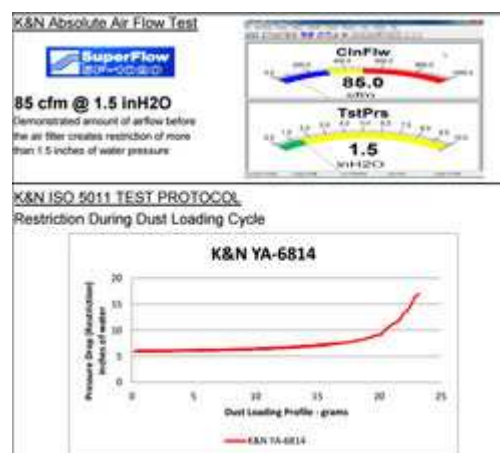 K&N Absolute Air Flow Test
SuperFlow
SF-1020
85 cfm @ 1.5 inH2O
Demonstrated amount of airflow before
the air filter creates restriction of more
than 1.5 inches of water pressure
ClnFlw
85.0
cfm
TstPrs
1.5
inH2O
K&N ISO 5011 TEST PROTOCOL
Restriction During Dust Loading Cycle
K&N YA-6814
Pressure Drop (Restriction)
inches of water
20
15
10
5
0
0 5 10 15 20 25
Dust Loading Profile - grams
K&N YA-6814